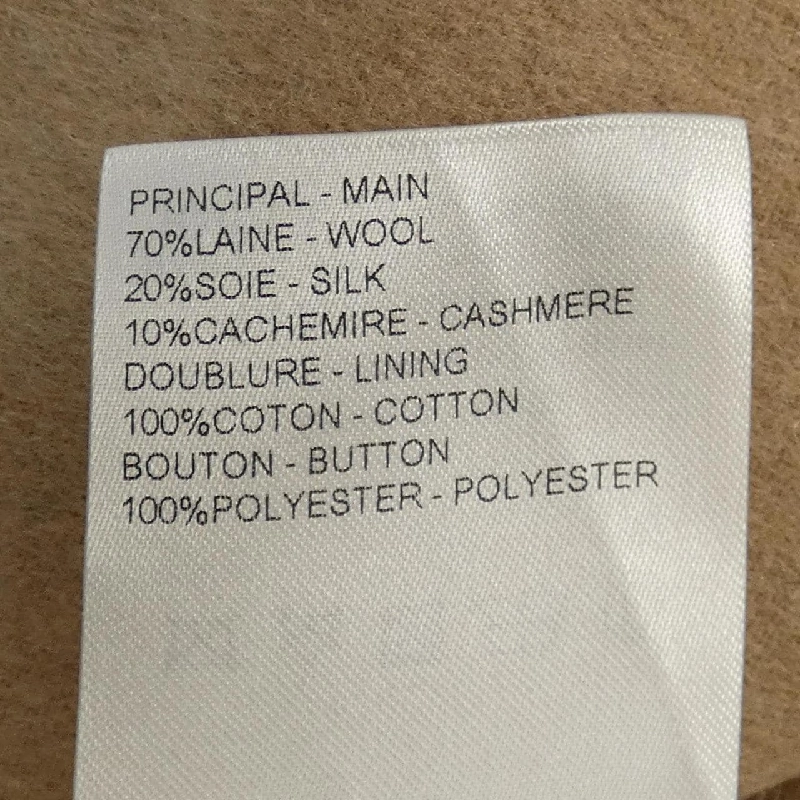 PRINCIPAL - MAIN
70%LAINE - WOOL
20%SOIE - SILK
10%CACHEMIRE - CASHMERE
DOUBLURE - LINING
100%COTON - COTTON
BOUTON - BUTTON
100%POLYESTER - POLYESTER